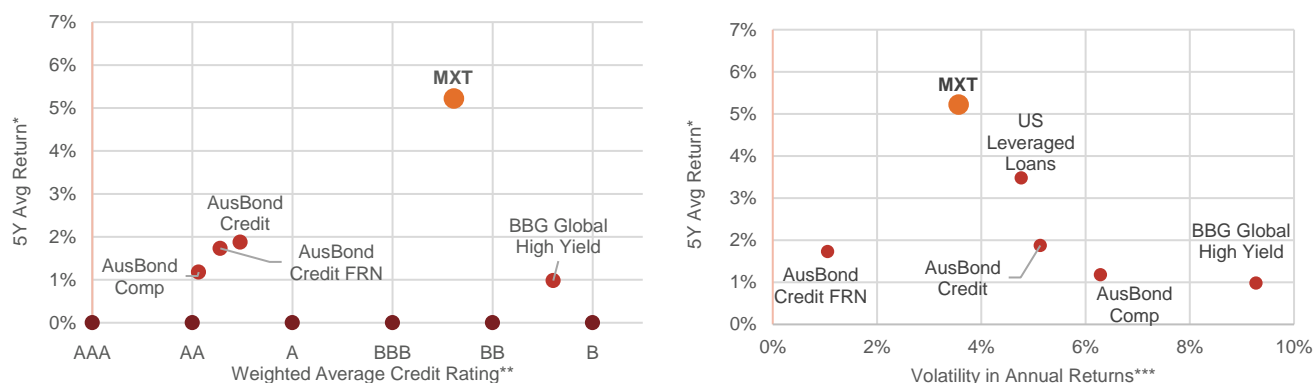 7%
6%
5%
4%
3%
2%
1%
0%
5Y Avg Return*
MXT
AusBond
Credit
AusBond
Credit FRN
AusBond
Comp
BBG Global
High Yield
AAA
AA
A
BBB
BB
B
Weighted Average Credit Rating**
7%
6%
5%
4%
3%
2%
1%
0%
5Y Avg Return*
MXT
US
Leveraged
Loans
AusBond
Credit FRN
AusBond
Credit
AusBond
Comp
BBG Global
High Yield
0%
2%
4%
6%
8%
10%
Volatility in Annual Returns***